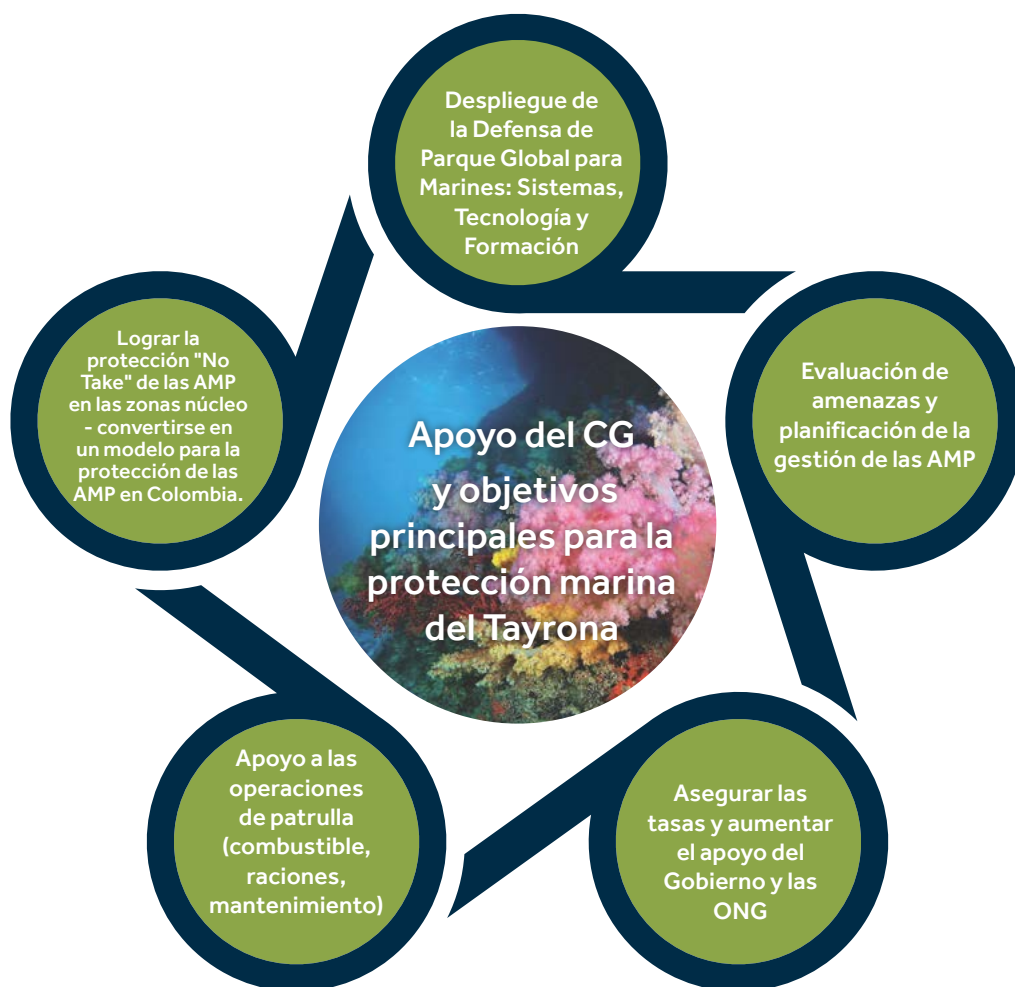 Despliegue de
la Defensa de
Parque Global para
Marines: Sistemas,
Tecnología y
Formación
Evaluación de
amenazas y
planificación de la
gestión de las AMP
Asegurar las
tasas y aumentar
el apoyo del
Gobierno y las
ONG
Apoyo a las
operaciones
de patrulla
(combustible,
raciones,
mantenimiento)
Lograr la
protección "No
Take" de las AMP
en las zonas núcleo
- convertirse en
un modelo para la
protección de las
AMP en Colombia.
Apoyo del CG
y objetivos
principales para la
protección marina
del Tayrona